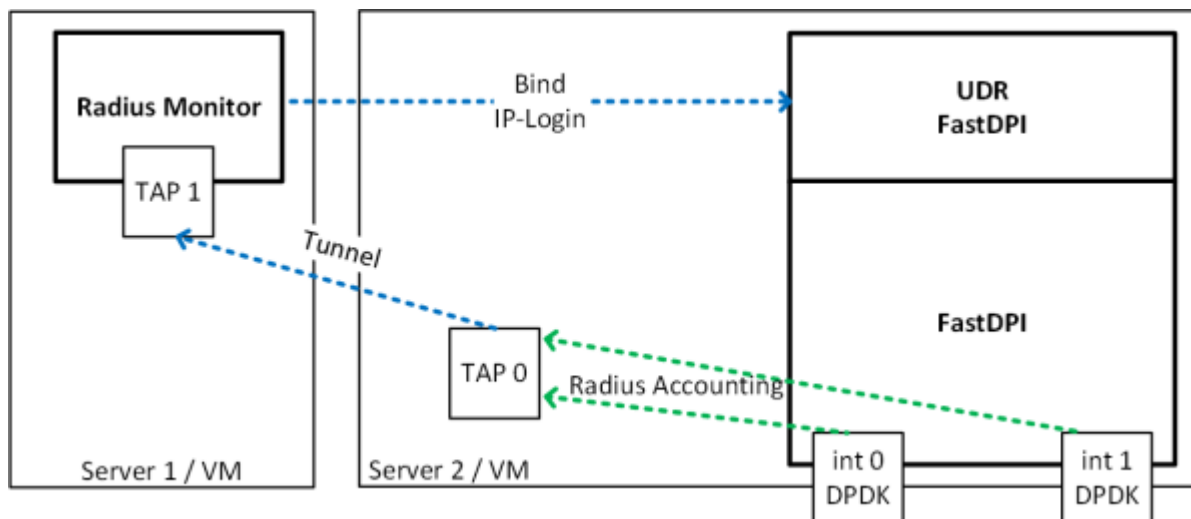 Radius Monitor
TAP 1
Bind
IP-Login
UDR
FastDPI
Tunnel
FastDPI
TAP 0
Radius Accounting
int 0
DPDK
int 1
DPDK
Server 1 / VM
Server 2 / VM